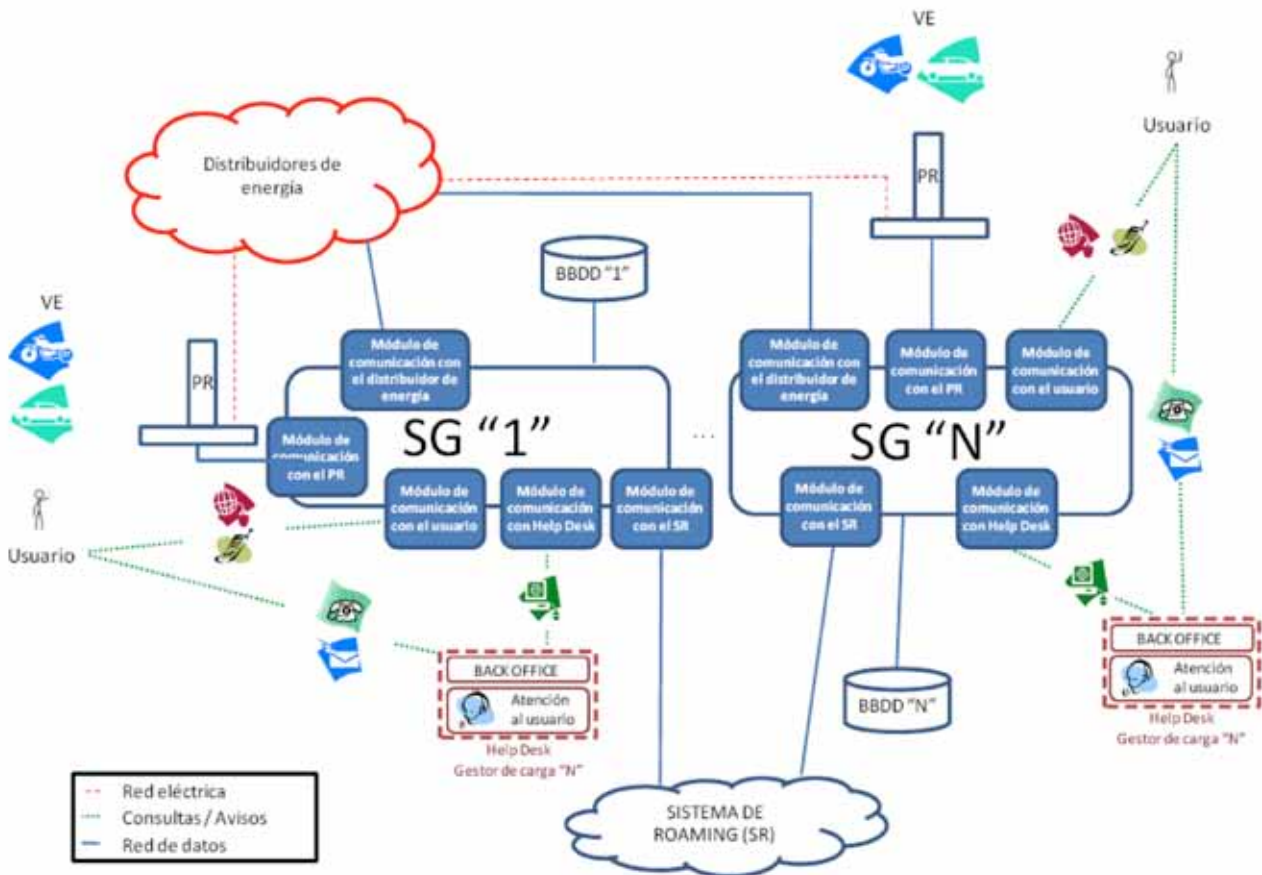 VE
Usuario
Distribuidores de
energía
PR
BBDD "1"
VE
PR
Módulo de
comunicación con
el distribuidor de
energía
Módulo de
comunicación con
el distribuidor de
energía
Módulo de
comunicación
con el PR
Módulo de
comunicación
con el usuario
SG "1"
...
SG "N"
Módulo de
comunicación
con el PR
Módulo de
comunicación
con el usuario
Módulo de
comunicación
con Help Desk
Módulo de
comunicación
con el SR
Módulo de
comunicación
con el SR
Módulo de
comunicación
con Help Desk
Usuario
BACK OFFICE
Atención
al usuario
Help Desk
Gestor de carga "N"
BBDD "N"
BACK OFFICE
Atención
al usuario
Help Desk
Gestor de carga "N"
Red eléctrica
Consultas / Avisos
Red de datos
SISTEMA DE
ROAMING (SR)